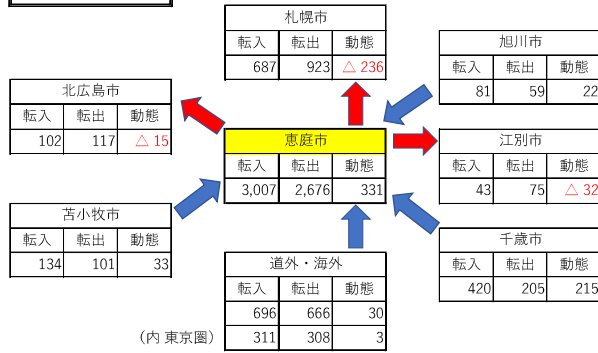 札幌市
転入 転出 動態
687 923 △ 236
旭川市
転入 転出 動態
81 59 22
北広島市
転入 転出 動態
102 117 △ 15
恵庭市
転入 転出 動態
3,007 2,676 331
江別市
転入 転出 動態
43 75 △ 32
苫小牧市
転入 転出 動態
134 101 33
千歳市
転入 転出 動態
420 205 215
道外・海外
転入 転出 動態
696 666 30
(内 東京圏) 311 308 3